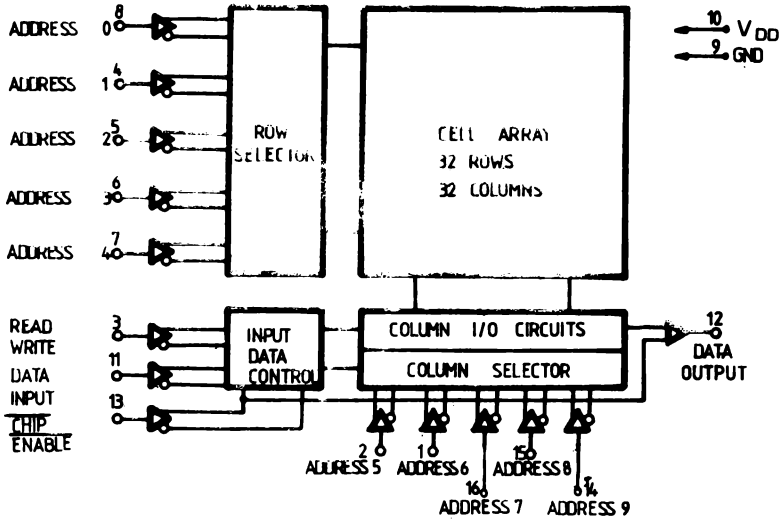 8
ADDRESS 0
4
ADDRESS 1
5
ADDRESS 2
6
ADDRESS 3
7
ADDRESS 4
ROW
SELECTOR
CELL ARRAY
32 ROWS
32 COLUMNS
10 VDD
9 GND
READ 3
WRITE
11
DATA
INPUT
13
CHIP
ENABLE
INPUT
DATA
CONTROL
COLUMN I/O CIRCUITS
COLUMN SELECTOR
12
DATA
OUTPUT
2
ADDRESS 5
1
ADDRESS 6
15
ADDRESS 8
16
ADDRESS 7
14
ADDRESS 9